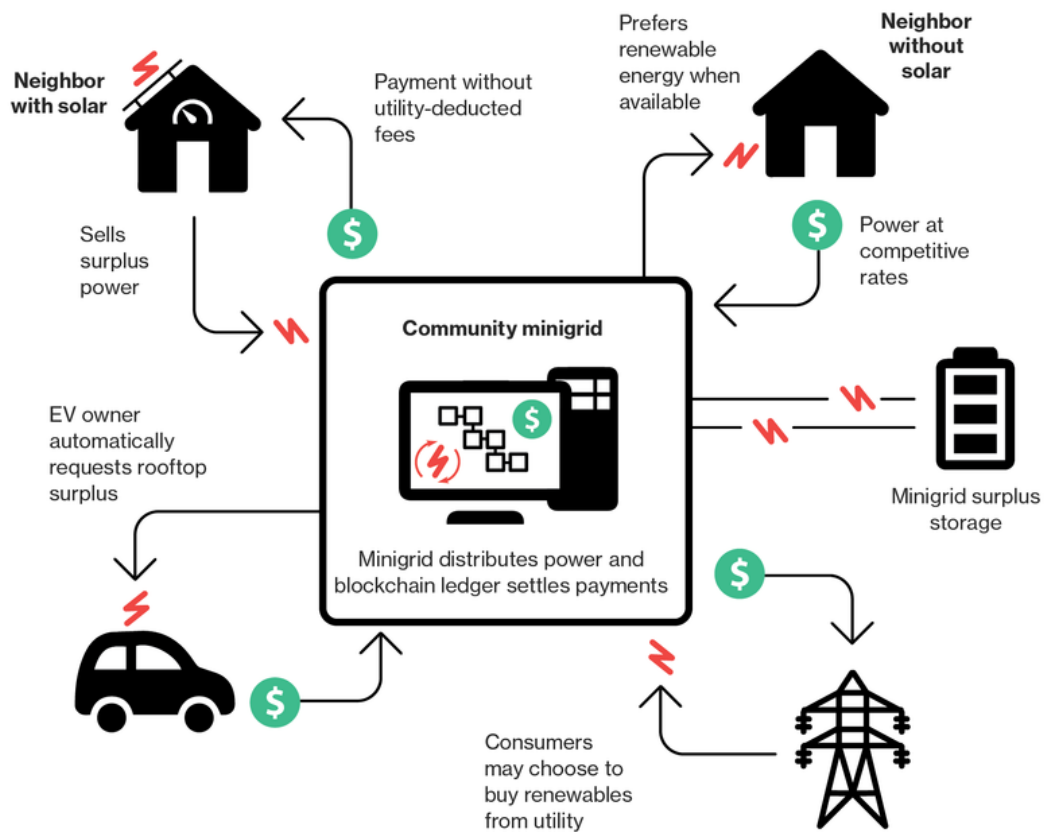 Neighbor
with solar
Payment without
utility-deducted
fees
Prefers
renewable
energy when
available
Neighbor
without
solar
Sells
surplus
power
$
$
Power at
competitive
rates
Community minigrid
$
EV owner
automatically
requests rooftop
surplus
Minigrid surplus
storage
Minigrid distributes power and
blockchain ledger settles payments
$
$
Consumers
may choose to
buy renewables
from utility